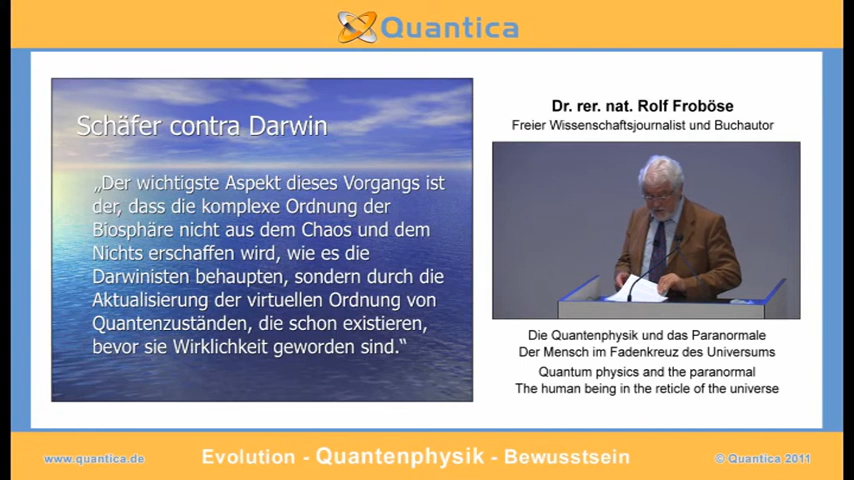 Quantica
Schäfer contra Darwin
„Der wichtigste Aspekt dieses Vorgangs ist
der, dass die komplexe Ordnung der
Biosphäre nicht aus dem Chaos und dem
Nichts erschaffen wird, wie es die
Darwinisten behaupten, sondern durch die
Aktualisierung der virtuellen Ordnung von
Quantenzuständen, die schon existieren,
bevor sie Wirklichkeit geworden sind.“
Dr. rer. nat. Rolf Froböse
Freier Wissenschaftsjournalist und Buchautor
Die Quantenphysik und das Paranormale
Der Mensch im Fadenkreuz des Universums
Quantum physics and the paranormal
The human being in the reticle of the universe
www.quantica.de
Evolution - Quantenphysik - Bewusstsein
© Quantica 2011